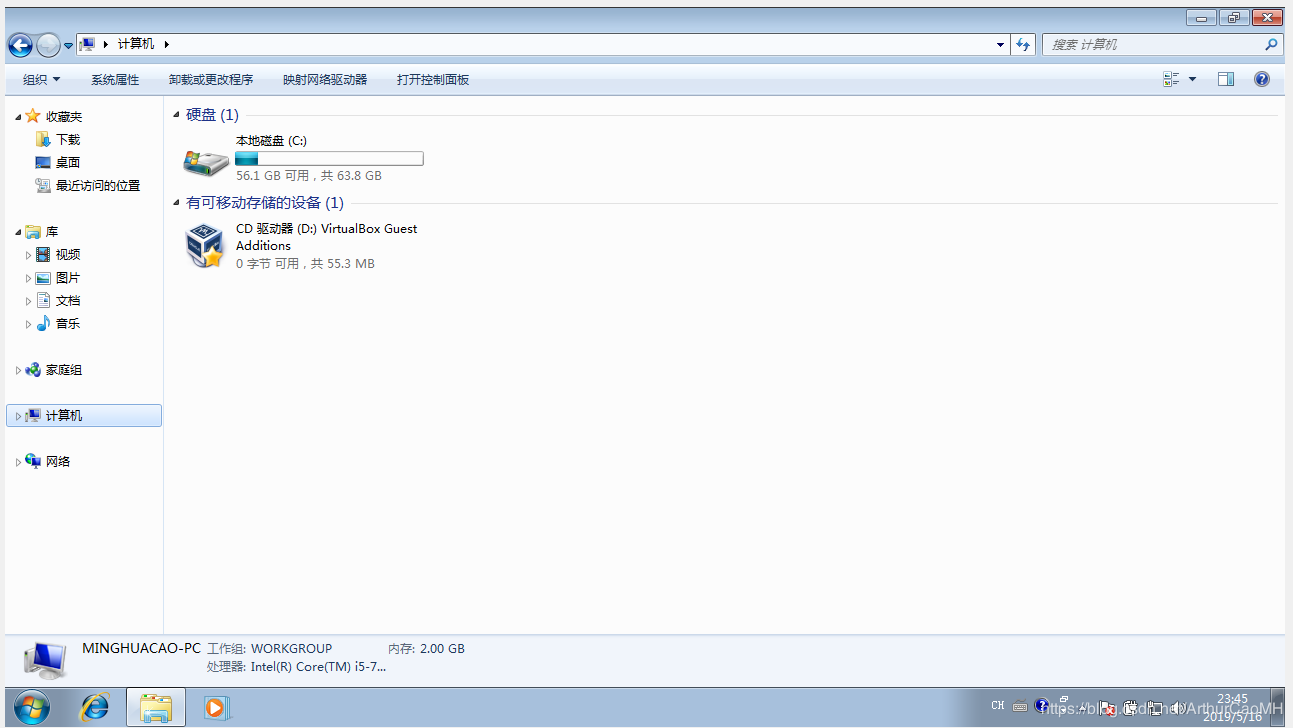 计算机
搜索 计算机
组织 系统属性 卸载或更改程序 映射网络驱动器 打开控制面板
收藏夹
下载
桌面
最近访问的位置
库
视频
图片
文档
音乐
家庭组
计算机
网络
硬盘 (1)
本地磁盘 (C:)
56.1 GB 可用，共 63.8 GB
有可移动存储的设备 (1)
CD 驱动器 (D:) VirtualBox Guest
Additions
0 字节 可用，共 55.3 MB
MINGHUACAO-PC 工作组: WORKGROUP 内存: 2.00 GB
处理器: Intel(R) Core(TM) i5-7...
CH
23:45
2019/5/16